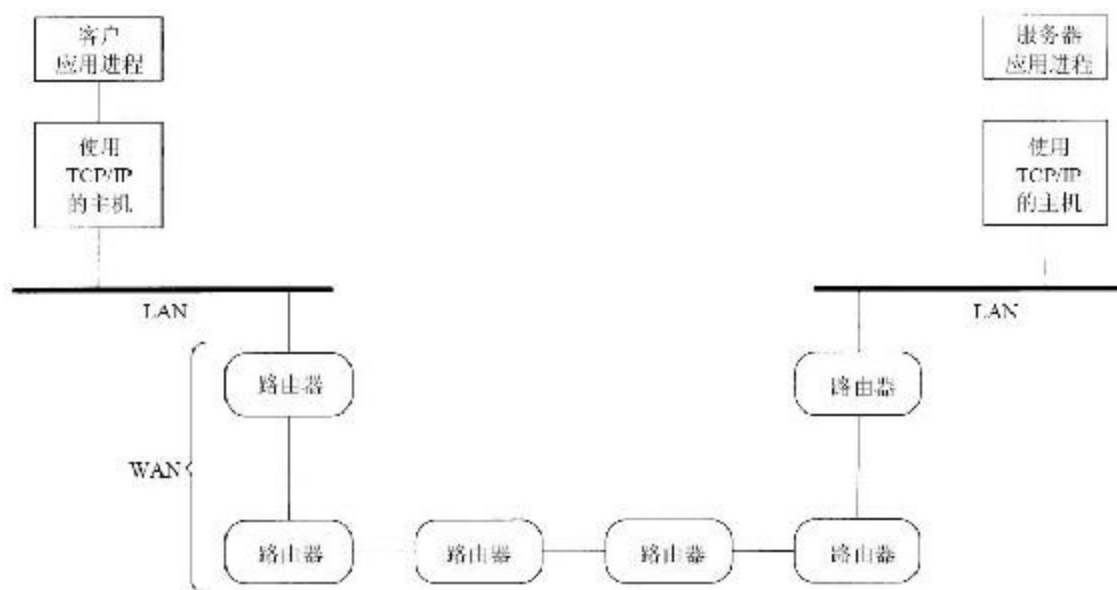 客户
应用进程
服务器
应用进程
使用
TCP/IP
的主机
使用
TCP/IP
的主机
LAN
LAN
路由器
路由器
WAN
路由器
路由器
路由器
路由器